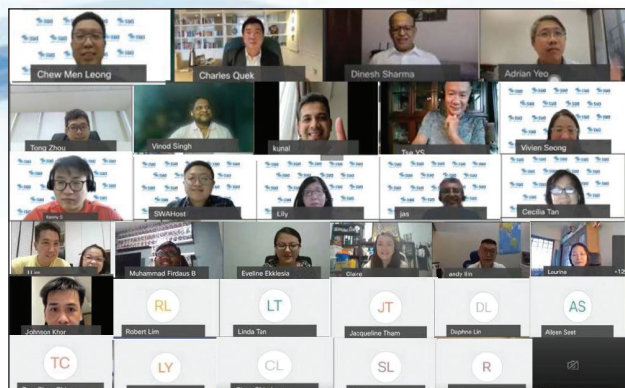 Chew Men Leong
Charles Quek
Dinesh Sharma
Adrian Yeo
Tong Zhou
Vinod Singh
kunal
Tse YS
Vivien Seong
Kenny S
SWAHost
Lily
jas
Cecilia Tan
Muhammad Firdaus B
Eveline Ekklesia
Claire
andy lim
Lourina
+12
Johnson Khor
RL
Robert Lim
LT
Linda Tan
JT
Jacqueline Tham
DL
Daphne Lin
AS
Aileen Seet
TC
LY
CL
SL
R